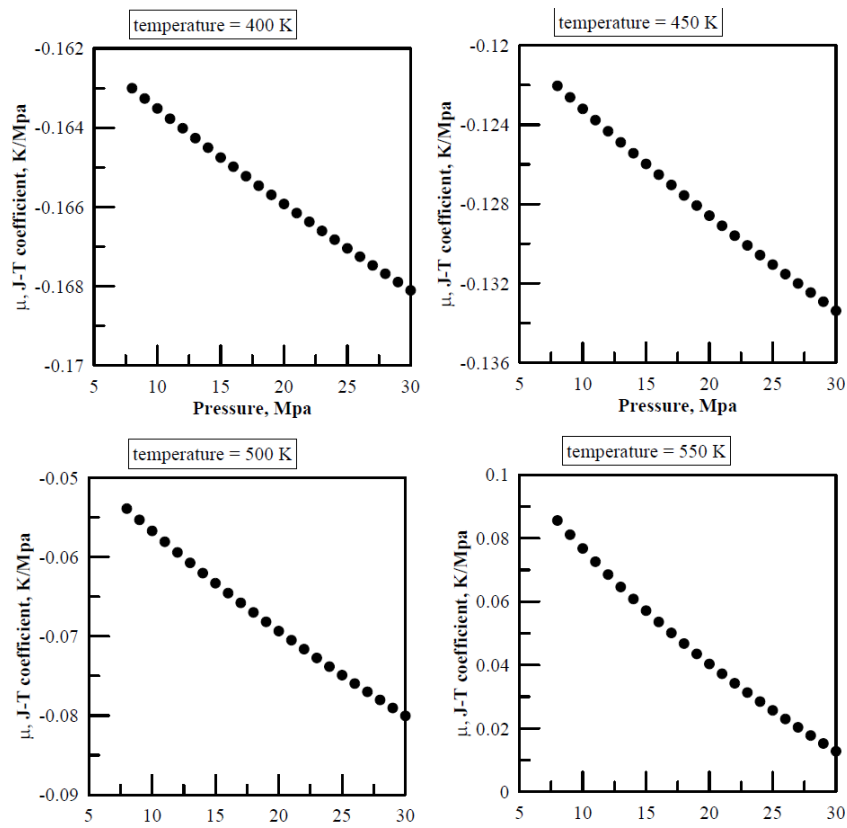 temperature = 400 K
-0.162
-0.164
-0.166
-0.168
-0.17
μ, J-T coefficient, K/Mpa
5 10 15 20 25 30
Pressure, Mpa
temperature = 450 K
-0.12
-0.124
-0.128
-0.132
-0.136
μ, J-T coefficient, K/Mpa
5 10 15 20 25 30
Pressure, Mpa
temperature = 500 K
-0.05
-0.06
-0.07
-0.08
-0.09
μ, J-T coefficient, K/Mpa
5 10 15 20 25 30
temperature = 550 K
0.1
0.08
0.06
0.04
0.02
0
μ, J-T coefficient, K/Mpa
5 10 15 20 25 30